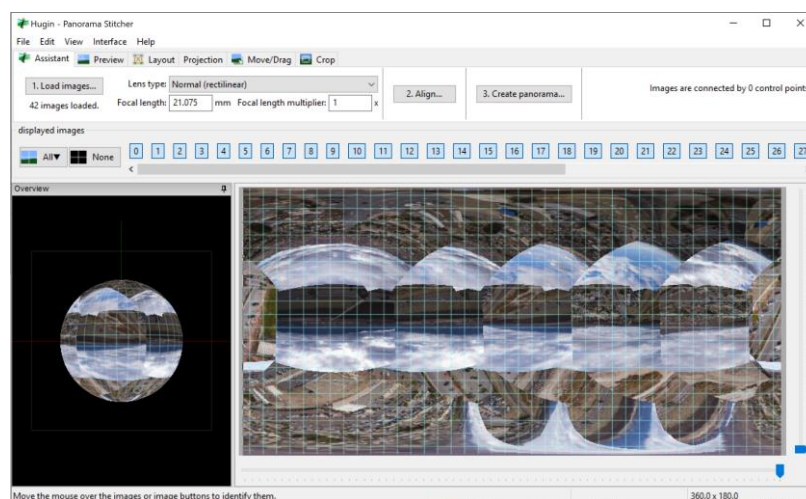 Hugin - Panorama Stitcher
File Edit View Interface Help
Assistant Preview Layout Projection Move/Drag Crop
1. Load images... Lens type: Normal (rectilinear) 2. Align... 3. Create panorama... Images are connected by 0 control points
42 images loaded. Focal length: 21.075 mm Focal length multiplier: 1 x
displayed images
All▼ None 0 1 2 3 4 5 6 7 8 9 10 11 12 13 14 15 16 17 18 19 20 21 22 23 24 25 26 27
Overview
Move the mouse over the images or image buttons to identify them. 360.0 x 180.0